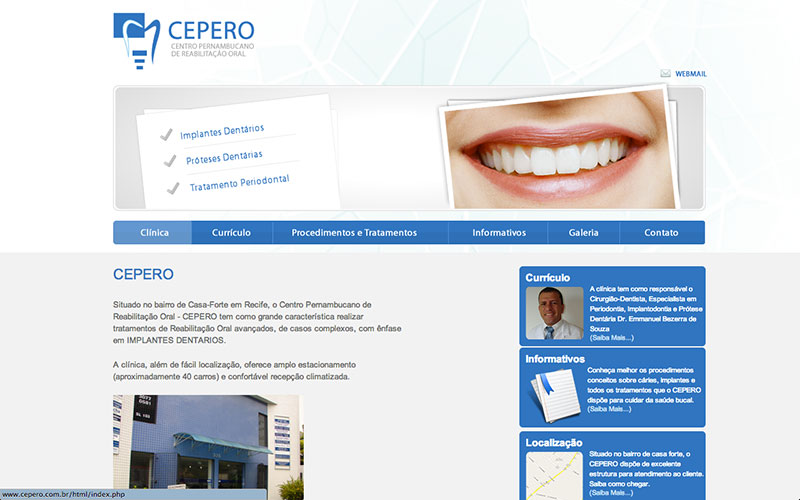 CEPERO
CENTRO PERNAMBUCANO
DE REABILITAÇÃO ORAL
WEBMAIL
Implantes Dentários
Próteses Dentárias
Tratamento Periodontal
Clínica
Currículo
Procedimentos e Tratamentos
Informativos
Galeria
Contato
CEPERO
Situado no bairro de Casa-Forte em Recife, o Centro Pernambucano de
Reabilitação Oral - CEPERO tem como grande característica realizar
tratamentos de Reabilitação Oral avançados, de casos complexos, com ênfase
em IMPLANTES DENTARIOS.
A clínica, além de fácil localização, oferece amplo estacionamento
(aproximadamente 40 carros) e confortável recepção climatizada.
Currículo
A clínica tem como responsável o
Cirurgião-Dentista, Especialista em
Periodontia, Implantodontia e Prótese
Dentária Dr. Emmanuel Bezerra de
Souza
(Saiba Mais...)
Informativos
Conheça melhor os procedimentos
conceitos sobre cáries, implantes e
todos os tratamentos que o CEPERO
dispõe para cuidar da saúde bucal.
(Saiba Mais...)
Localização
Situado no bairro de casa forte, o
CEPERO dispõe de excelente
estrutura para atendimento ao cliente.
Saiba como chegar.
(Saiba Mais...)
www.cepero.com.br/html/index.php